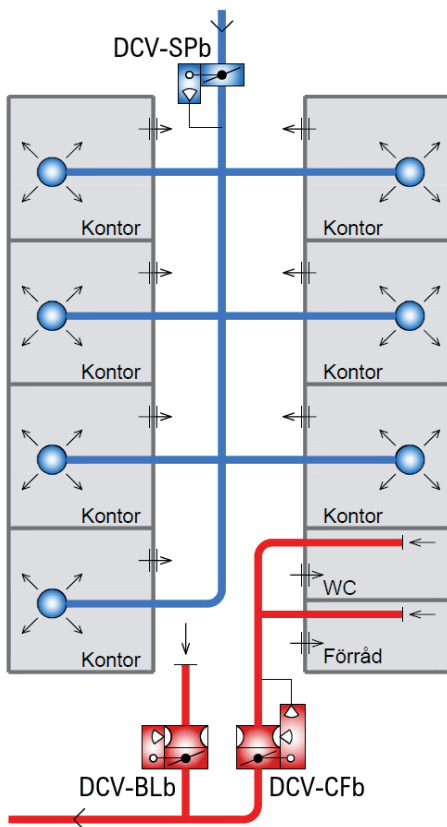 DCV-SPb
Kontor
Kontor
Kontor
Kontor
Kontor
Kontor
WC
Kontor
Förråd
DCV-BLb
DCV-CFb